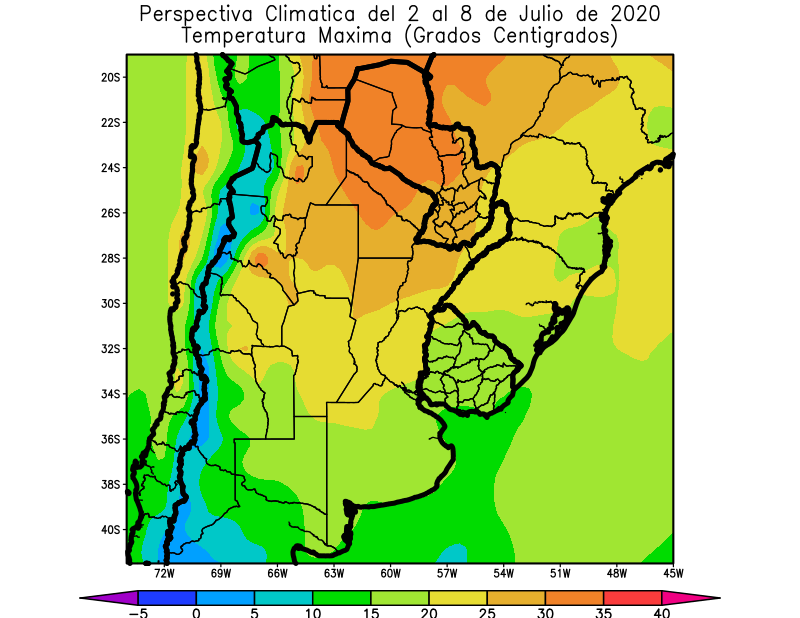 Perspectiva Climatica del 2 al 8 de Julio de 2020
Temperatura Maxima (Grados Centigrados)
20S
22S
24S
26S
28S
30S
32S
34S
36S
38S
40S
72W 69W 66W 63W 60W 57W 54W 51W 48W 45W
-5 0 5 10 15 20 25 30 35 40